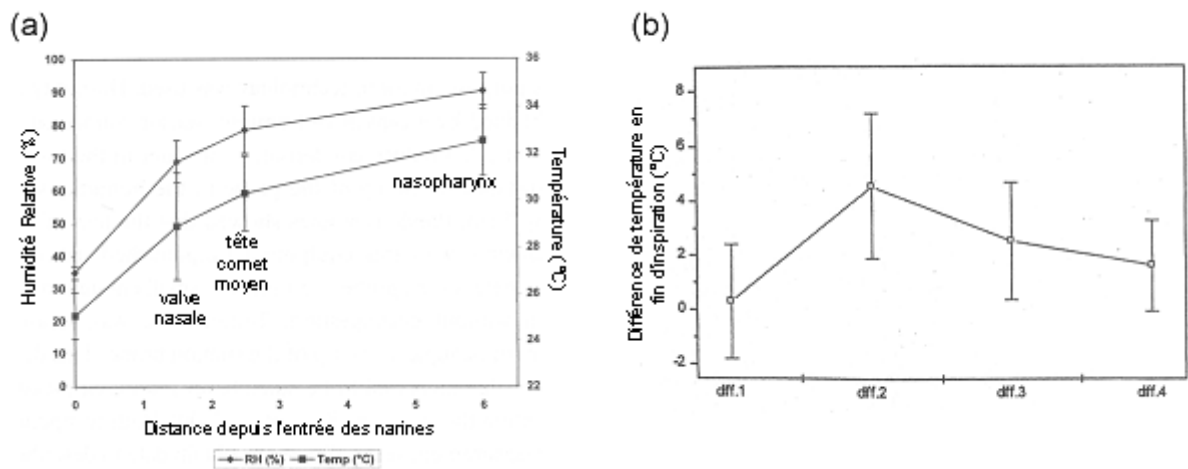 (a)
(b)
Humidité Relative (%)
100
90
80
70
60
50
40
30
20
10
0
36
34
32
30
28
26
24
22
Température (°C)
valve
nasale
tête
cornet
moyen
nasopharynx
0
1
2
3
4
5
6
Distance depuis l'entrée des narines
RH (%)
Temp (°C)
Différence de température en
fin d'inspiration (°C)
8
6
4
2
0
-2
dff.1
dff.2
dff.3
dff.4